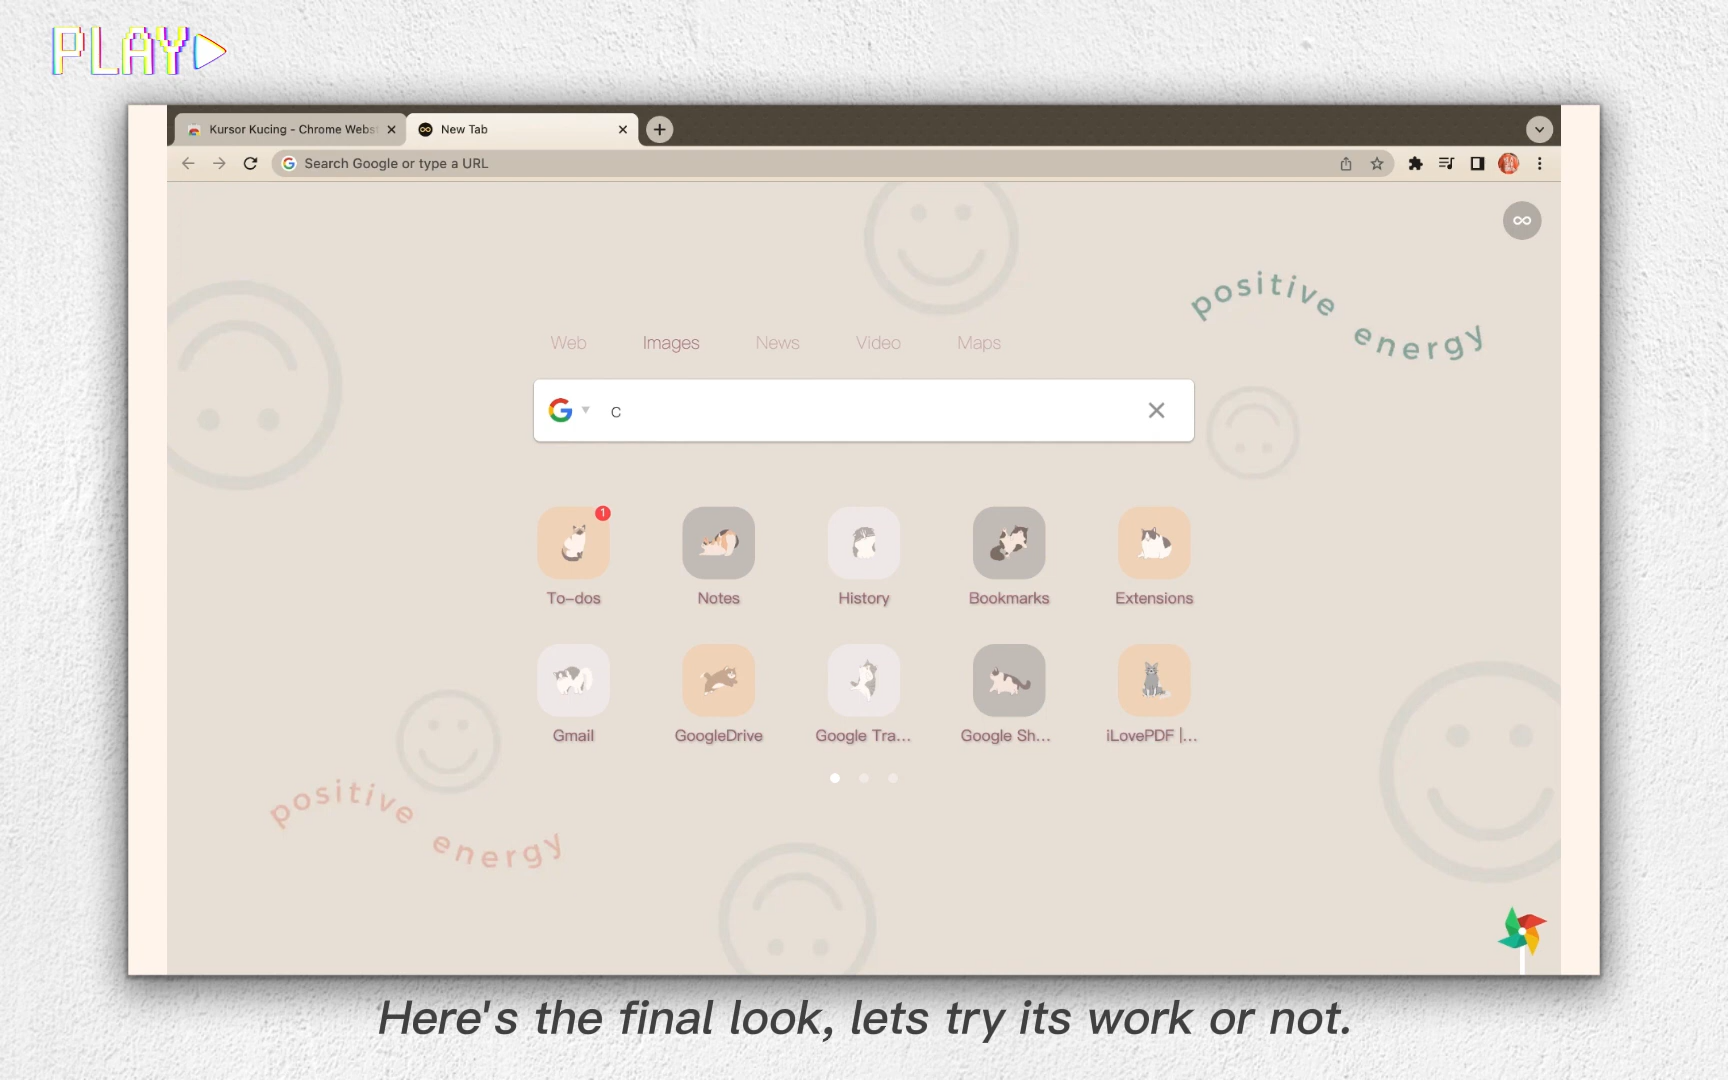 PLAY
Kursor Kucing - Chrome Webst
New Tab
Search Google or type a URL
positive energy
Web Images News Video Maps
c
1
To-dos Notes History Bookmarks Extensions
Gmail GoogleDrive Google Tra... Google Sh... iLovePDF |...
positive energy
Here's the final look, lets try its work or not.